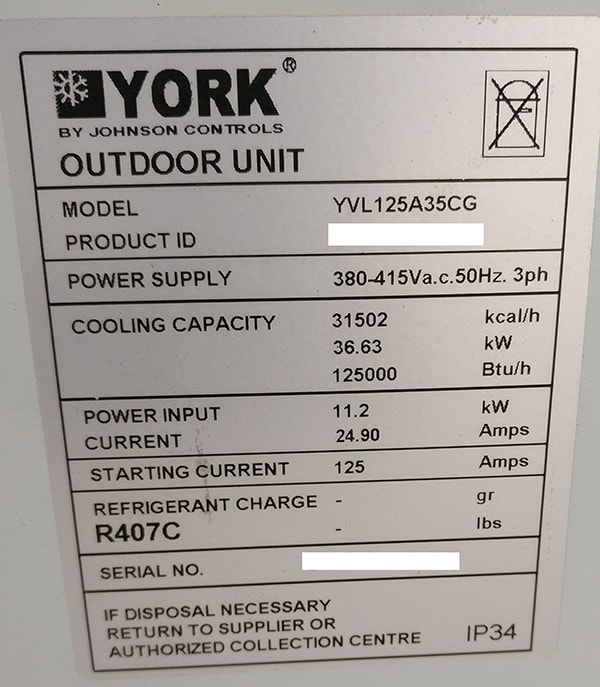 YORK®
BY JOHNSON CONTROLS
OUTDOOR UNIT
MODEL YVL125A35CG
PRODUCT ID
POWER SUPPLY 380-415Va.c.50Hz. 3ph
COOLING CAPACITY 31502 kcal/h
36.63 kW
125000 Btu/h
POWER INPUT 11.2 kW
CURRENT 24.90 Amps
STARTING CURRENT 125 Amps
REFRIGERANT CHARGE - gr
R407C - lbs
SERIAL NO.
IF DISPOSAL NECESSARY
RETURN TO SUPPLIER OR
AUTHORIZED COLLECTION CENTRE IP34